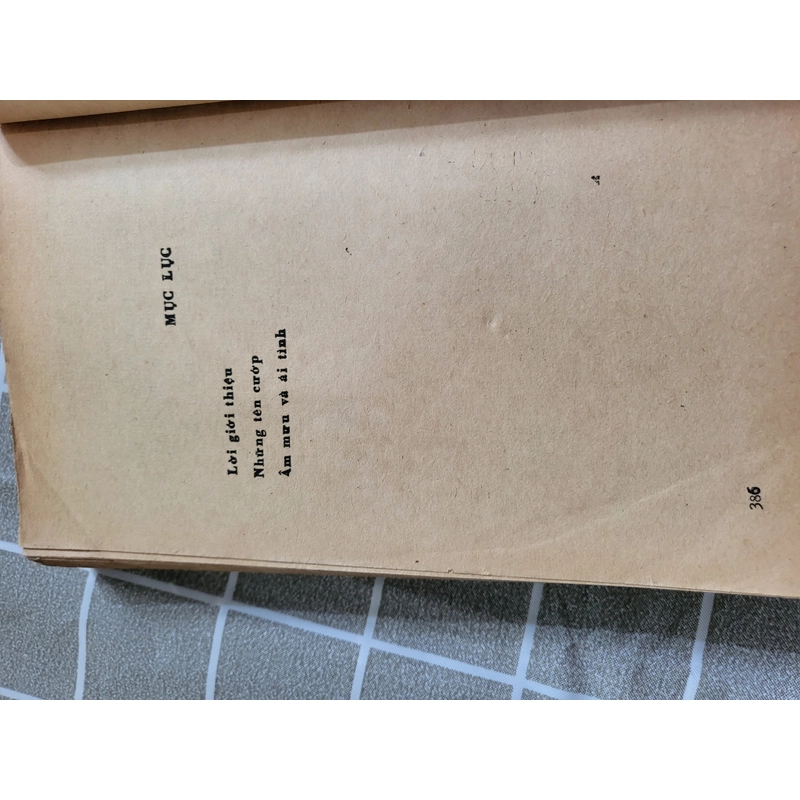 MỤC LỤC
Lời giới thiệu
Những tên cướp
Âm mưu và ái tình
386